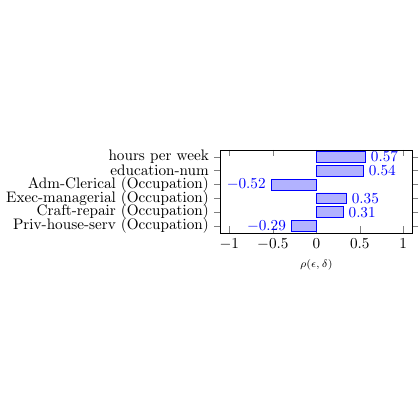 hours per week 0.57
education-num 0.54
Adm-Clerical (Occupation) −0.52
Exec-managerial (Occupation) 0.35
Craft-repair (Occupation) 0.31
Priv-house-serv (Occupation) −0.29
−1 −0.5 0 0.5 1
ρ(ϵ, δ)